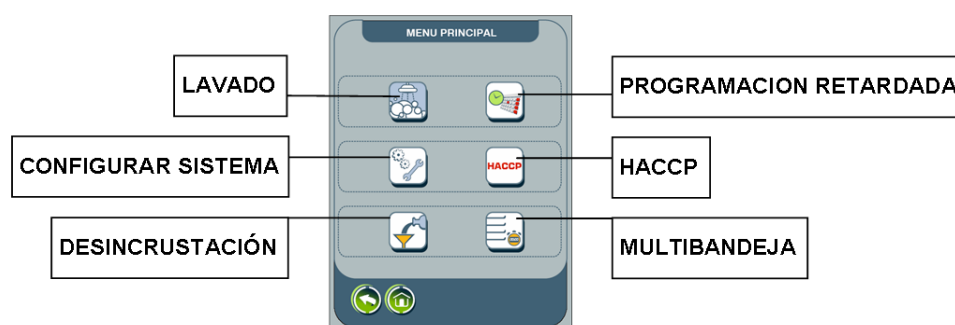 MENU PRINCIPAL
LAVADO
PROGRAMACION RETARDADA
CONFIGURAR SISTEMA
HACCP
HACCP
DESINCRUSTACIÓN
MULTIBANDEJA